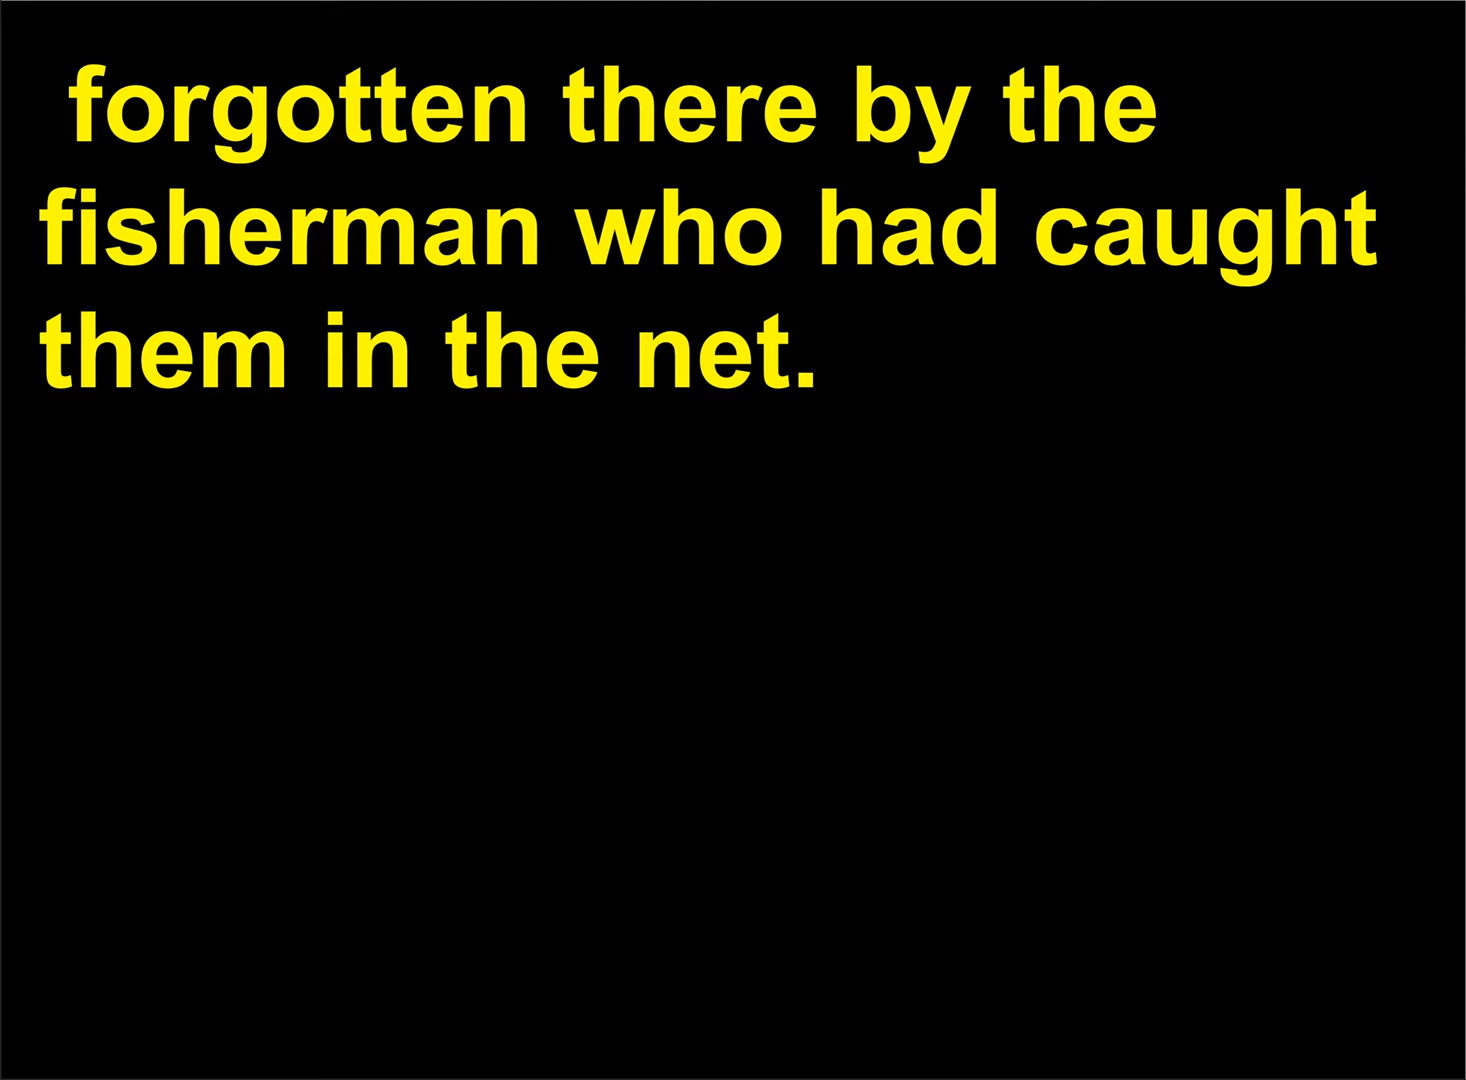 forgotten there by the
fisherman who had caught
them in the net.